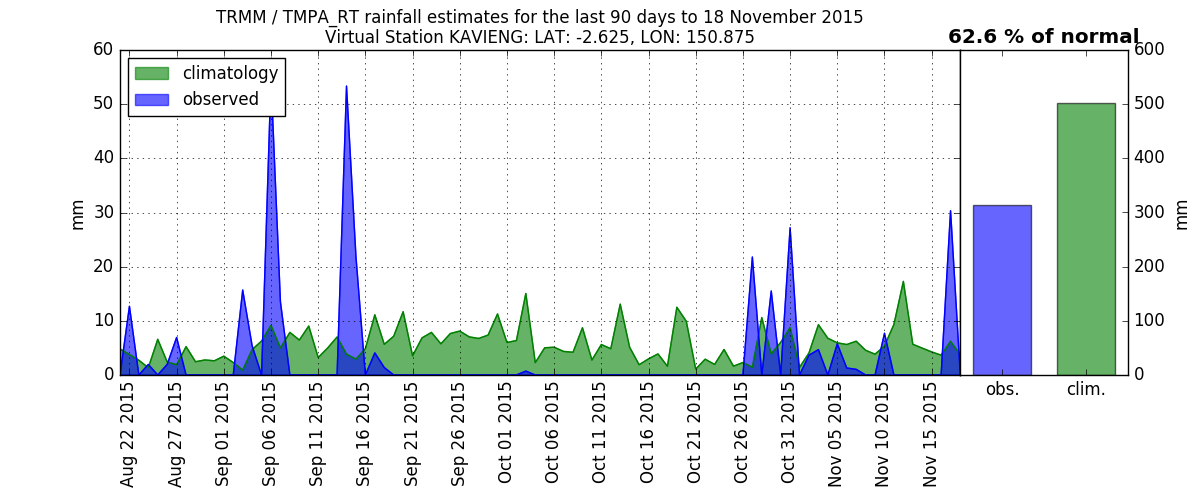 TRMM / TMPA_RT rainfall estimates for the last 90 days to 18 November 2015
Virtual Station KAVIENG: LAT: -2.625, LON: 150.875
62.6 % of normal
climatology
observed
60
50
40
30
20
10
0
mm
Aug 22 2015
Aug 27 2015
Sep 01 2015
Sep 06 2015
Sep 11 2015
Sep 16 2015
Sep 21 2015
Sep 26 2015
Oct 01 2015
Oct 06 2015
Oct 11 2015
Oct 16 2015
Oct 21 2015
Oct 26 2015
Oct 31 2015
Nov 05 2015
Nov 10 2015
Nov 15 2015
obs.
clim.
600
500
400
300
200
100
0
mm